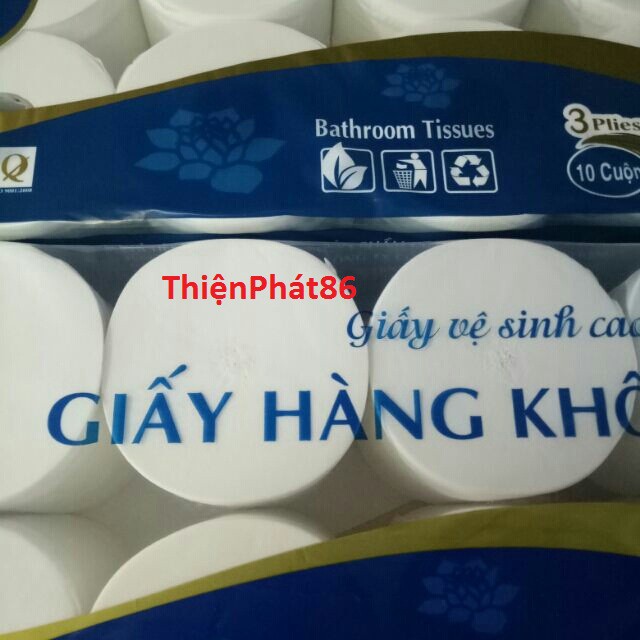 Bathroom Tissues
3 Plies
10 Cuộn
Q
ThiệnPhát86
Giấy vệ sinh cao
GIẤY HÀNG KHÔ